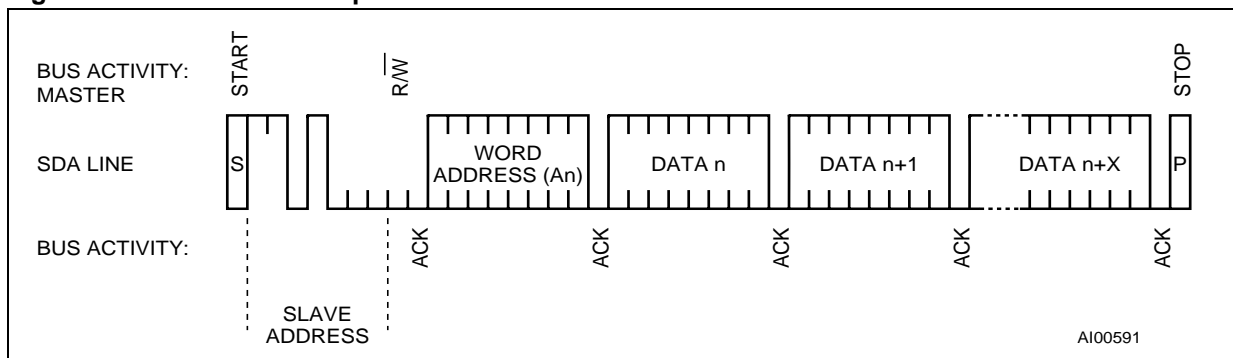 BUS ACTIVITY:
MASTER
START
R/W
STOP
SDA LINE
S
WORD
ADDRESS (An)
DATA n
DATA n+1
DATA n+X
P
BUS ACTIVITY:
ACK
ACK
ACK
ACK
ACK
SLAVE
ADDRESS
AI00591